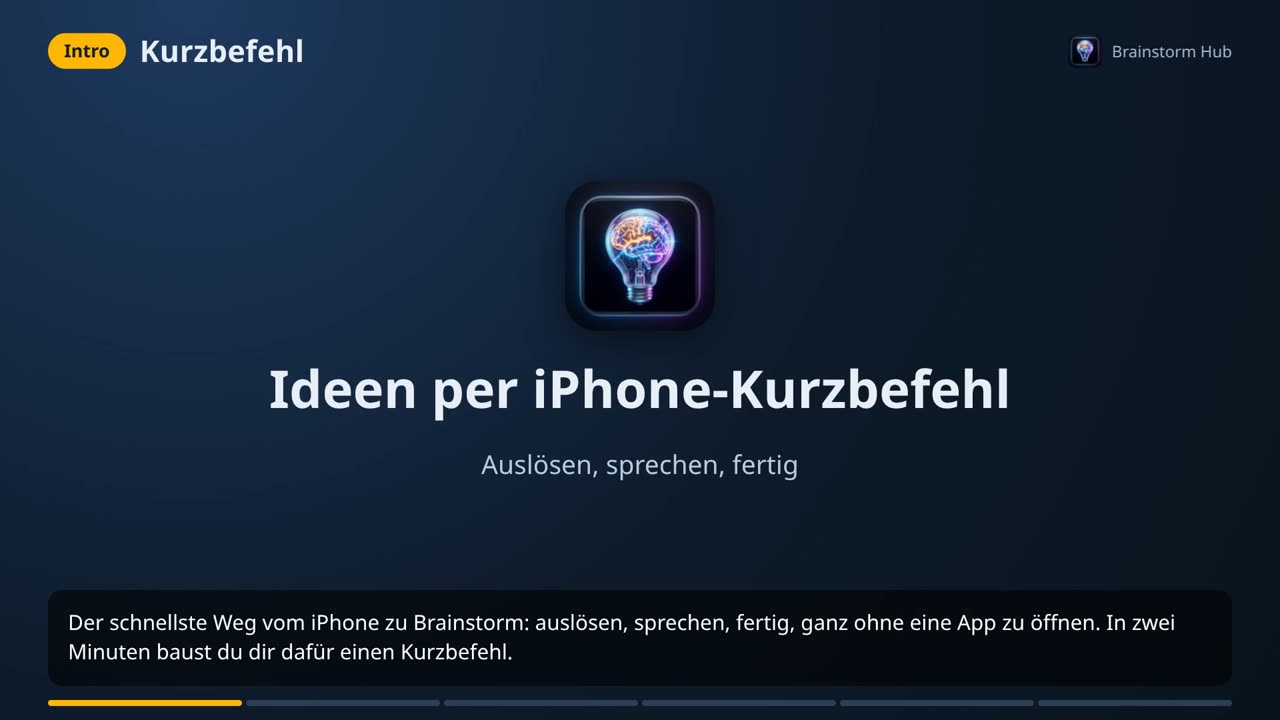 Intro
Kurzbefehl
Brainstorm Hub
Ideen per iPhone-Kurzbefehl
Auslösen, sprechen, fertig
Der schnellste Weg vom iPhone zu Brainstorm: auslösen, sprechen, fertig, ganz ohne eine App zu öffnen. In zwei
Minuten baust du dir dafür einen Kurzbefehl.